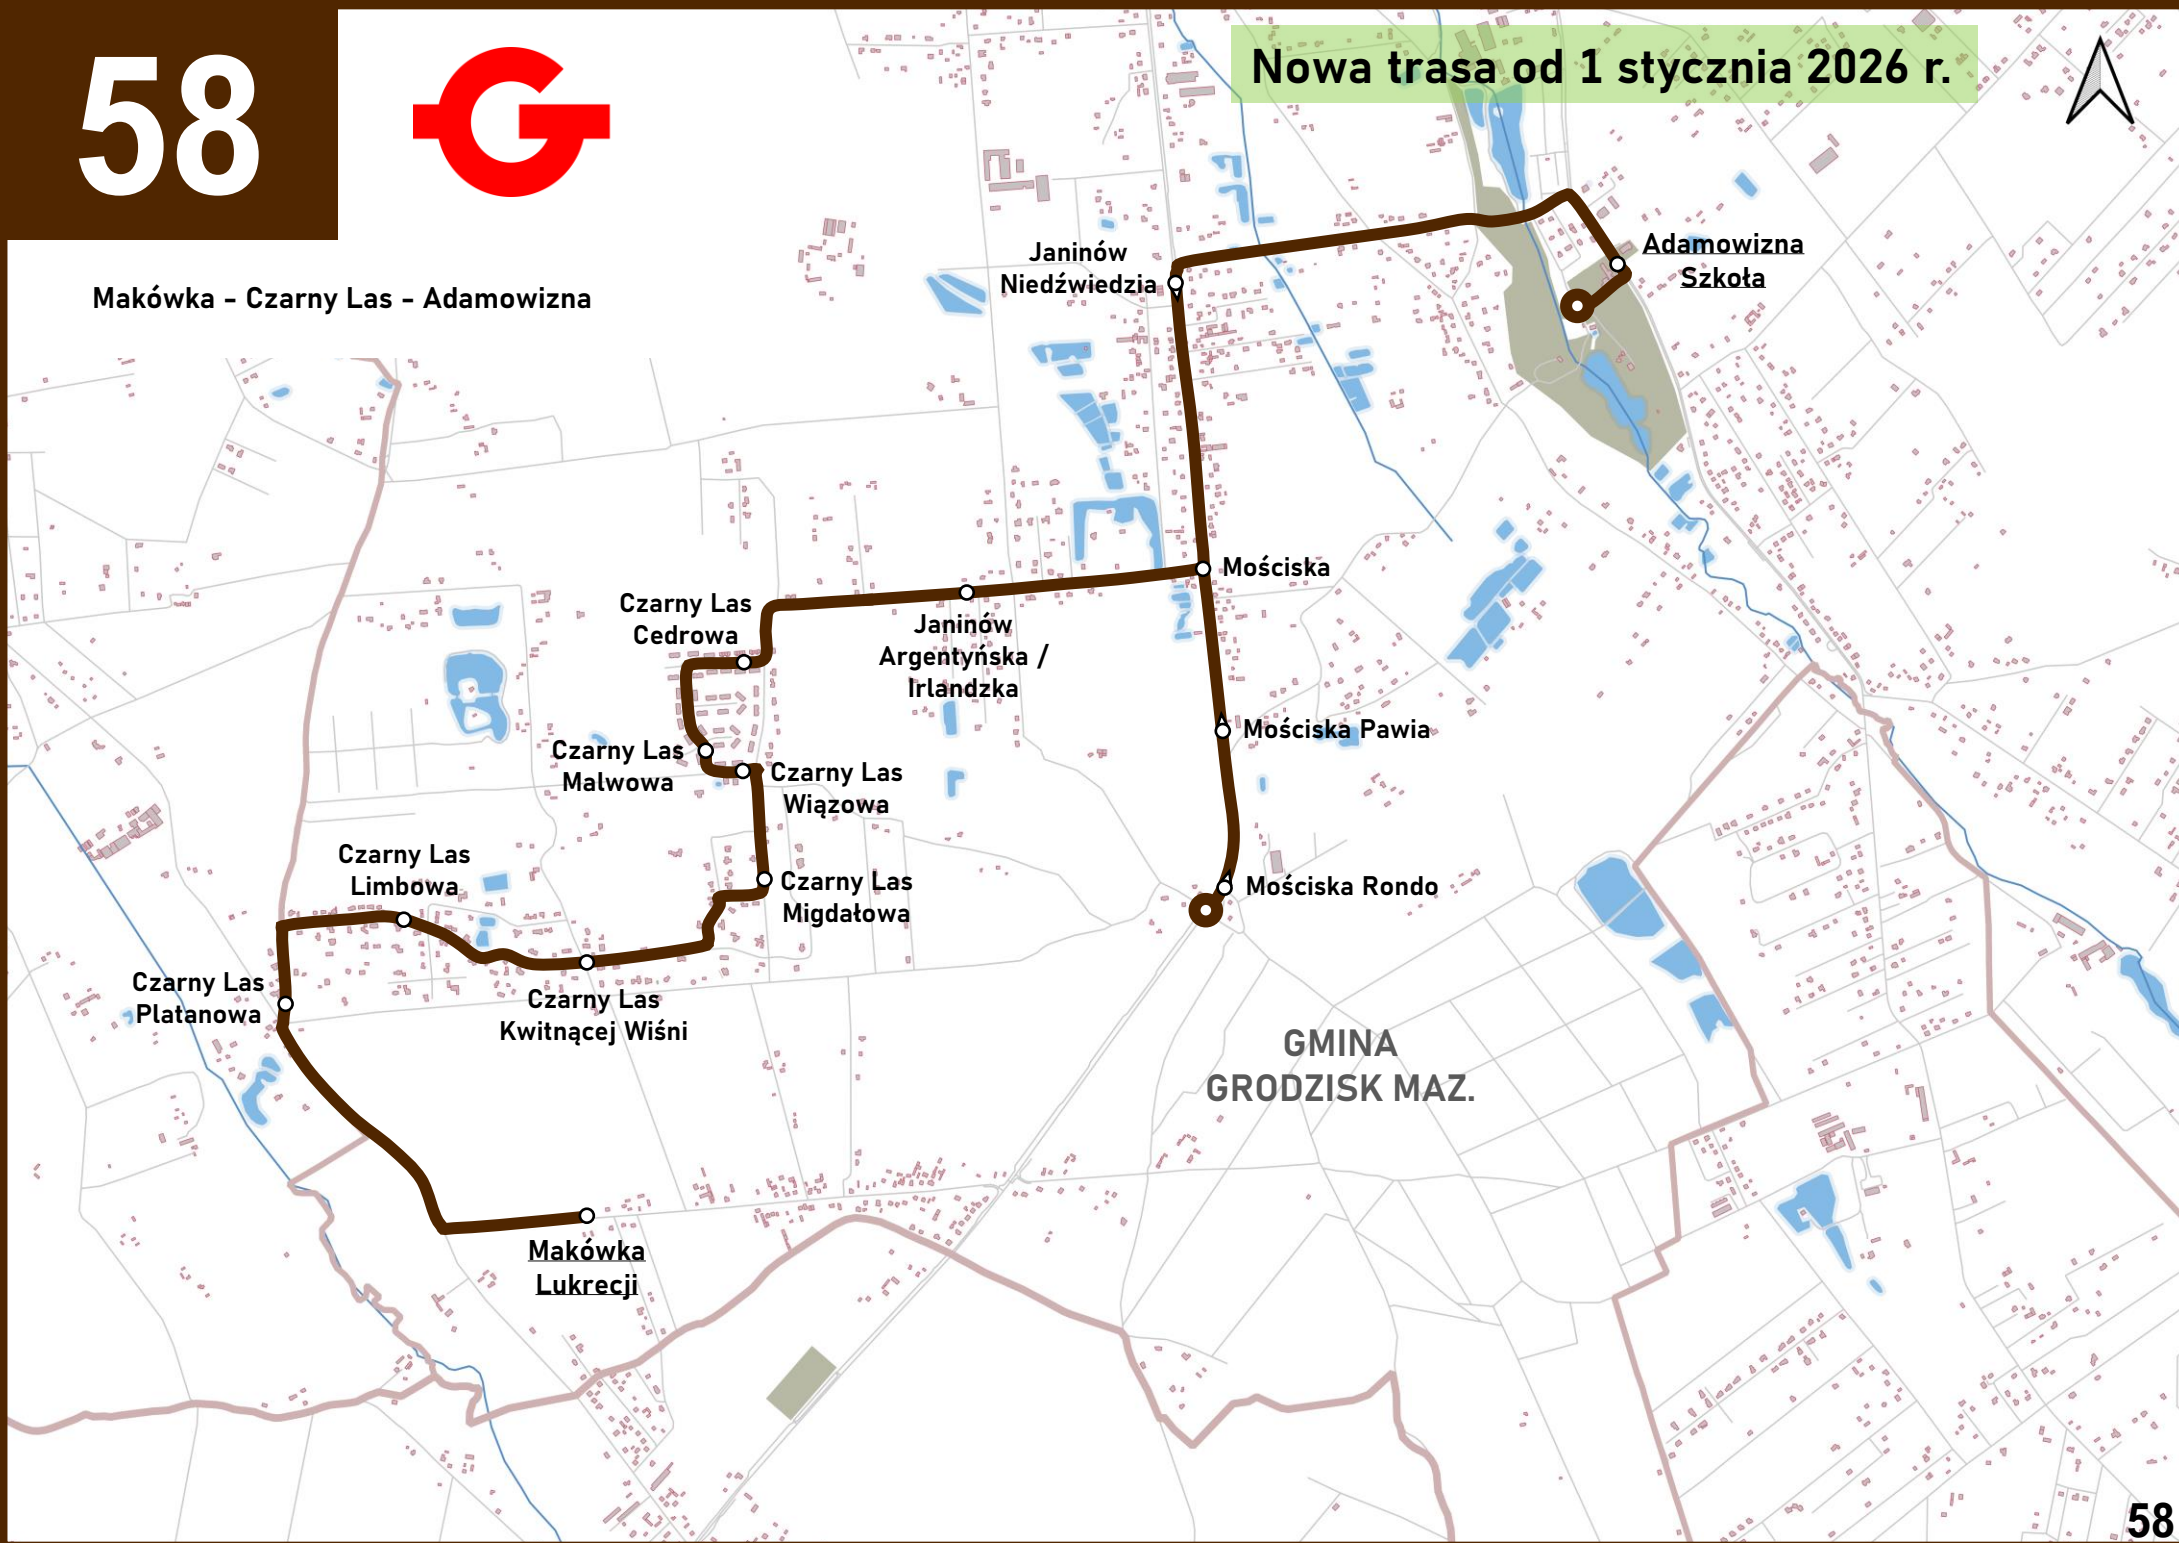 58
G
Nowa trasa od 1 stycznia 2026 r.
Makówka - Czarny Las - Adamowizna
Janinów
Niedźwiedzia
Adamowizna
Szkoła
Mościska
Czarny Las
Cedrowa
Janinów
Argentyńska /
Irlandzka
Mościska Pawia
Czarny Las
Malwowa
Czarny Las
Wiązowa
Czarny Las
Limbowa
Czarny Las
Migdałowa
Mościska Rondo
Czarny Las
Platanowa
Czarny Las
Kwitnącej Wiśni
GMINA
GRODZISK MAZ.
Makówka
Lukrecji
58